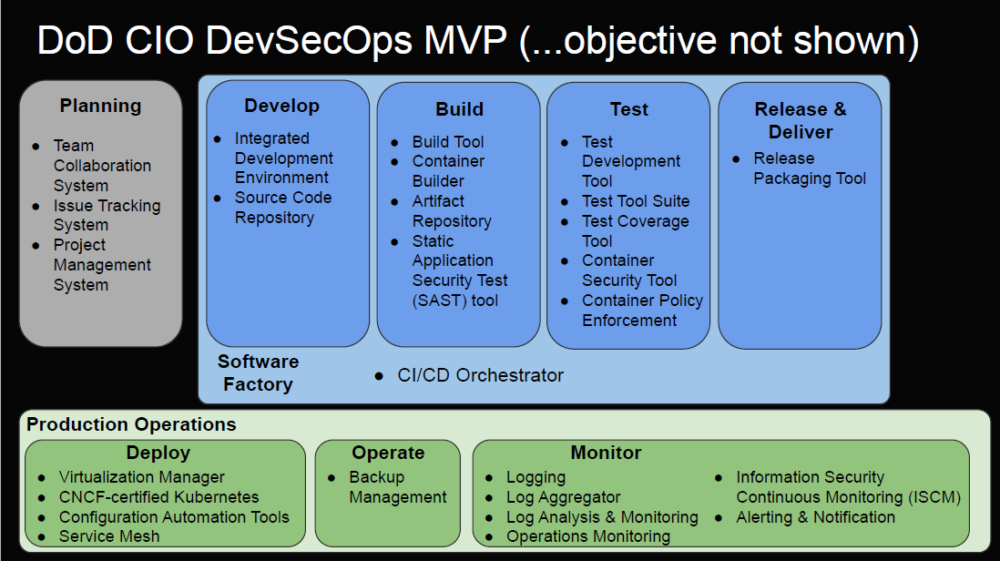 DoD CIO DevSecOps MVP (...objective not shown)
Planning
● Team
Collaboration
System
● Issue Tracking
System
● Project
Management
System
Develop
● Integrated
Development
Environment
● Source Code
Repository
Build
● Build Tool
● Container
Builder
● Artifact
Repository
● Static
Application
Security Test
(SAST) tool
Test
● Test
Development
Tool
● Test Tool Suite
● Test Coverage
Tool
● Container
Security Tool
● Container Policy
Enforcement
Release &
Deliver
● Release
Packaging Tool
Software
Factory
● CI/CD Orchestrator
Production Operations
Deploy
● Virtualization Manager
● CNCF-certified Kubernetes
● Configuration Automation Tools
● Service Mesh
Operate
● Backup
Management
Monitor
● Logging
● Log Aggregator
● Log Analysis & Monitoring
● Operations Monitoring
● Information Security
Continuous Monitoring (ISCM)
● Alerting & Notification